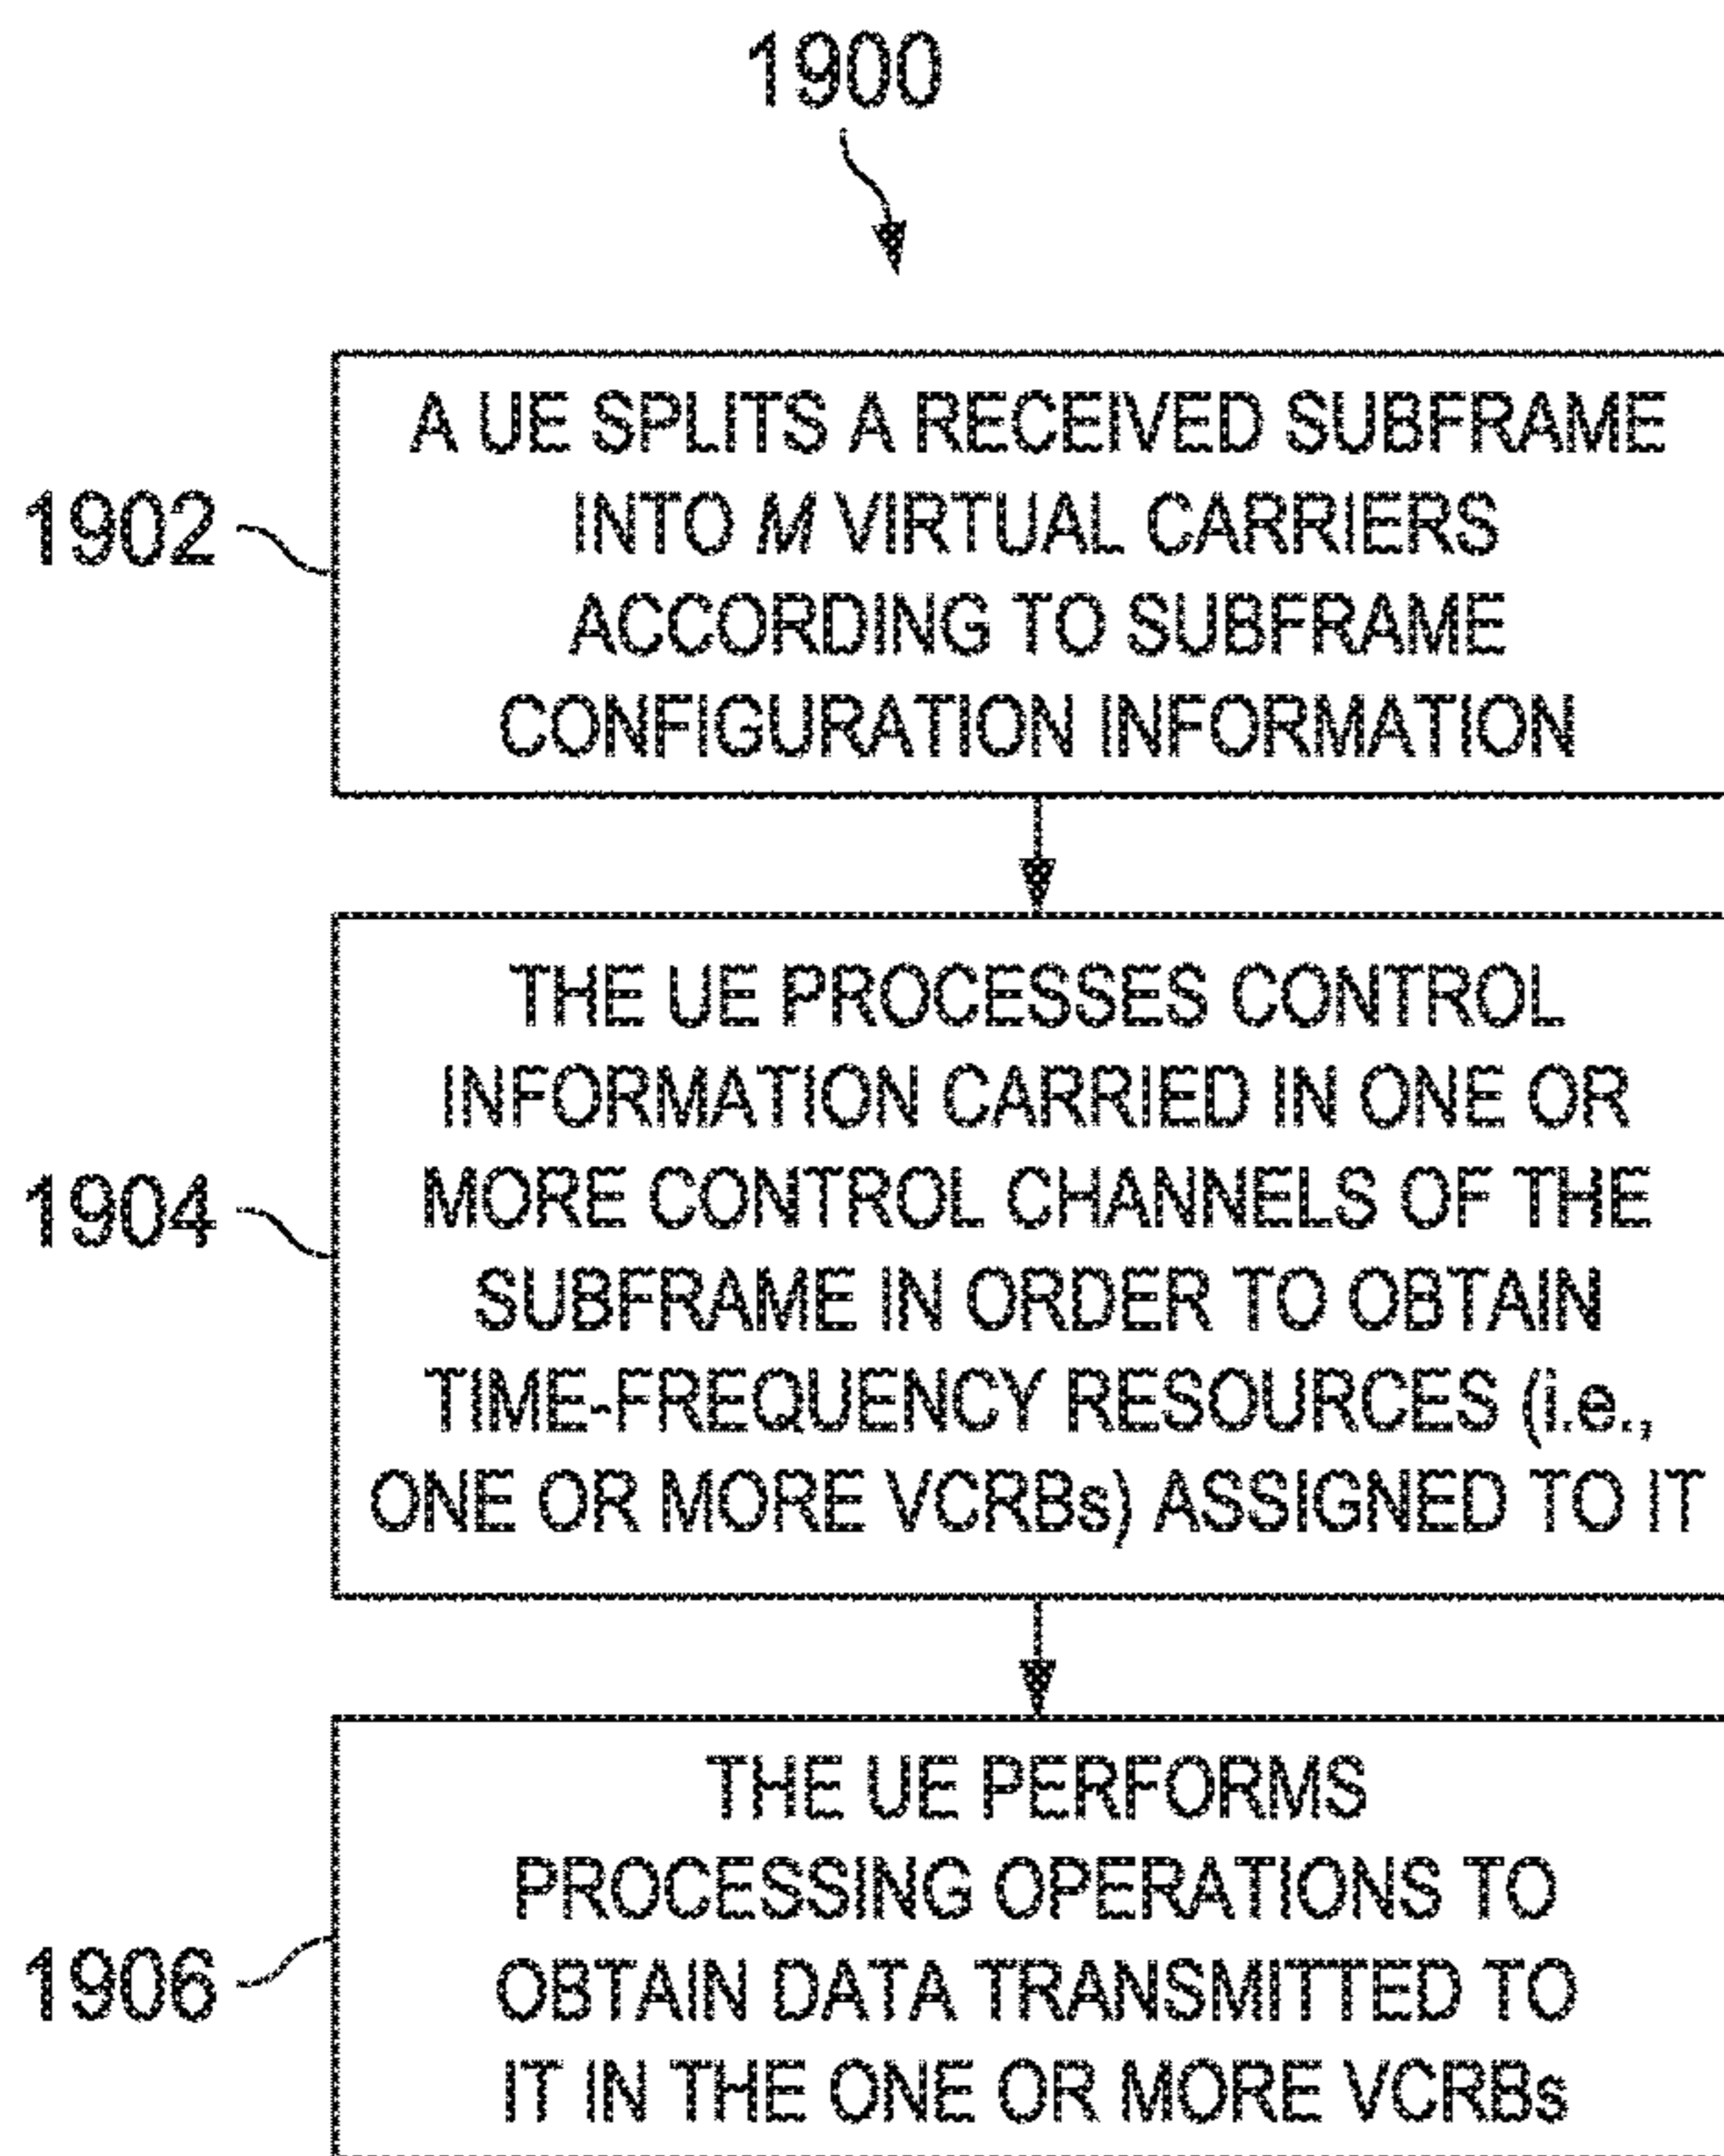 1900
1902
A UE SPLITS A RECEIVED SUBFRAME
INTO M VIRTUAL CARRIERS
ACCORDING TO SUBFRAME
CONFIGURATION INFORMATION
1904
THE UE PROCESSES CONTROL
INFORMATION CARRIED IN ONE OR
MORE CONTROL CHANNELS OF THE
SUBFRAME IN ORDER TO OBTAIN
TIME-FREQUENCY RESOURCES (i.e.,
ONE OR MORE VCRBs) ASSIGNED TO IT
1906
THE UE PERFORMS
PROCESSING OPERATIONS TO
OBTAIN DATA TRANSMITTED TO
IT IN THE ONE OR MORE VCRBs